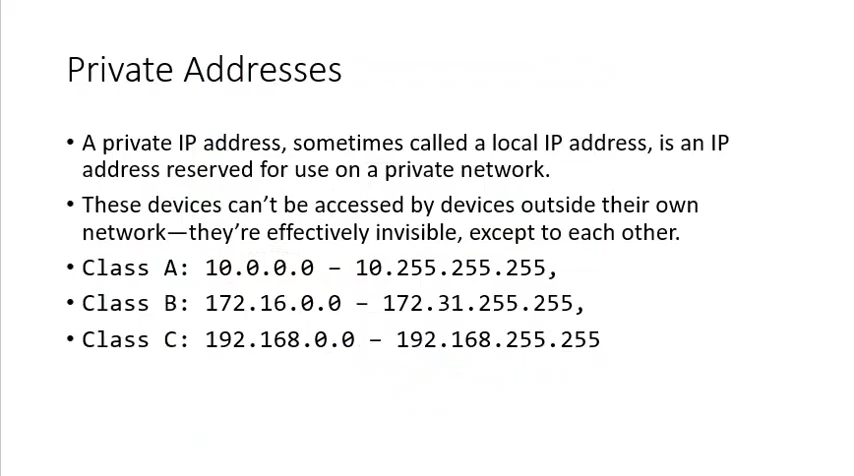 Private Addresses
• A private IP address, sometimes called a local IP address, is an IP
address reserved for use on a private network.
• These devices can’t be accessed by devices outside their own
network—they’re effectively invisible, except to each other.
• Class A: 10.0.0.0 – 10.255.255.255,
• Class B: 172.16.0.0 – 172.31.255.255,
• Class C: 192.168.0.0 – 192.168.255.255